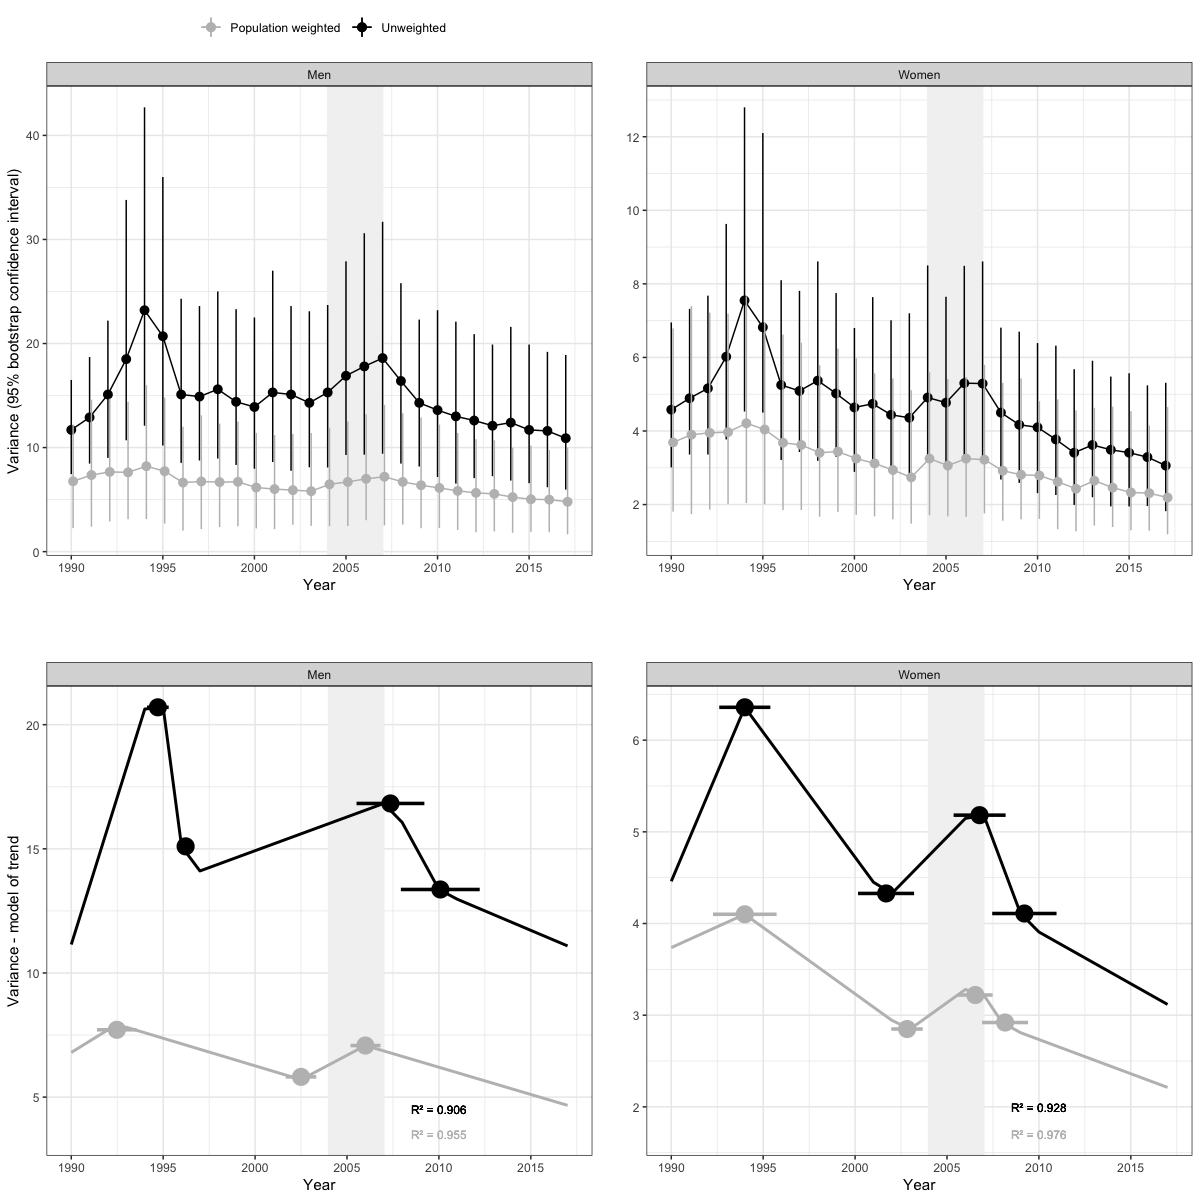 Population weighted Unweighted
Men
Women
Variance (95% bootstrap confidence interval)
40
30
20
10
0
12
10
8
6
4
2
1990 1995 2000 2005 2010 2015
1990 1995 2000 2005 2010 2015
Year
Year
Men
Women
Variance - model of trend
20
15
10
5
6
5
4
3
2
R² = 0.906
R² = 0.955
R² = 0.928
R² = 0.976
1990 1995 2000 2005 2010 2015
1990 1995 2000 2005 2010 2015
Year
Year